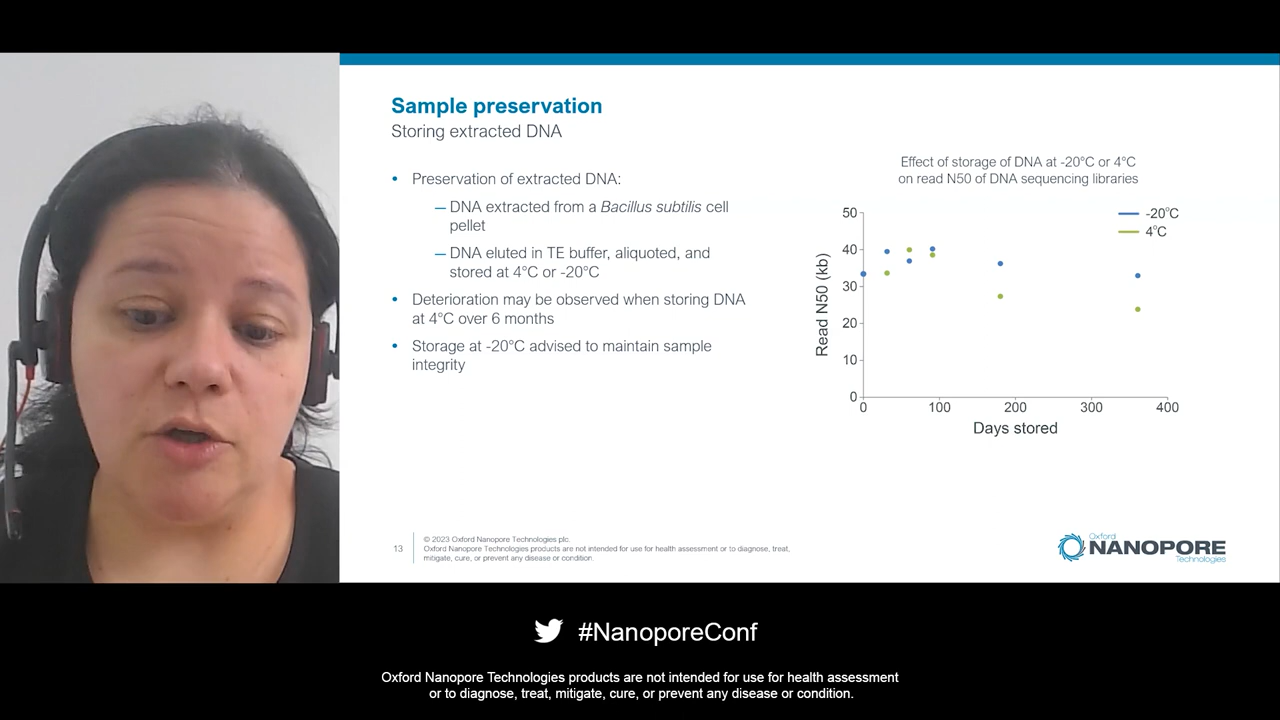 Sample preservation
Storing extracted DNA
• Preservation of extracted DNA:
— DNA extracted from a Bacillus subtilis cell
pellet
— DNA eluted in TE buffer, aliquoted, and
stored at 4°C or -20°C
• Deterioration may be observed when storing DNA
at 4°C over 6 months
• Storage at -20°C advised to maintain sample
integrity
Effect of storage of DNA at -20°C or 4°C
on read N50 of DNA sequencing libraries
-20°C
4°C
Read N50 (kb)
50
40
30
20
10
0
0 100 200 300 400
Days stored
13
© 2023 Oxford Nanopore Technologies plc.
Oxford Nanopore Technologies products are not intended for use for health assessment or to diagnose, treat,
mitigate, cure, or prevent any disease or condition.
Oxford
NANOPORE
Technologies
#NanoporeConf
Oxford Nanopore Technologies products are not intended for use for health assessment
or to diagnose, treat, mitigate, cure, or prevent any disease or condition.